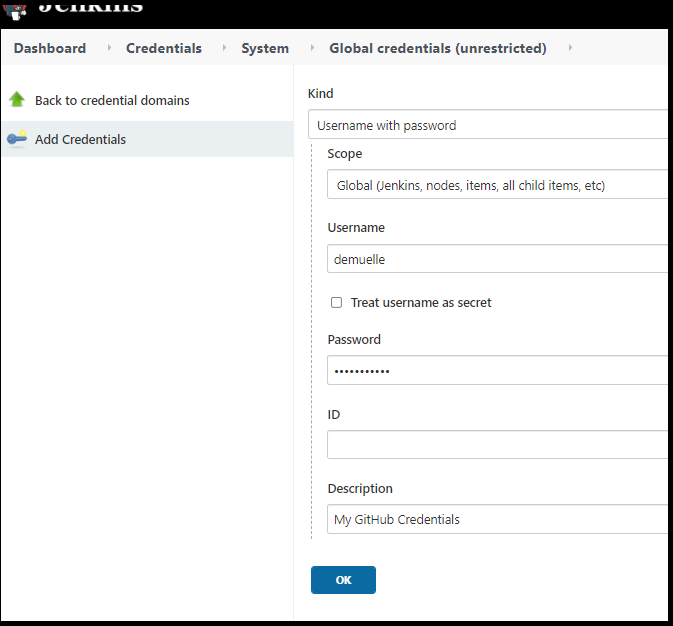 Jenkins
Dashboard Credentials System Global credentials (unrestricted)
Back to credential domains
Add Credentials
Kind
Username with password
Scope
Global (Jenkins, nodes, items, all child items, etc)
Username
demuelle
Treat username as secret
Password
•••••••••••
ID
Description
My GitHub Credentials
OK